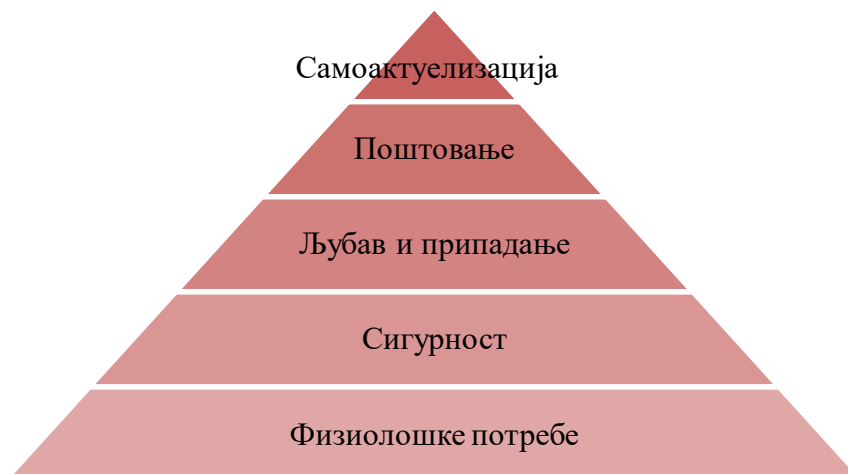 Самоактуелизација
Поштовање
Љубав и припадање
Сигурност
Физиолошке потребе